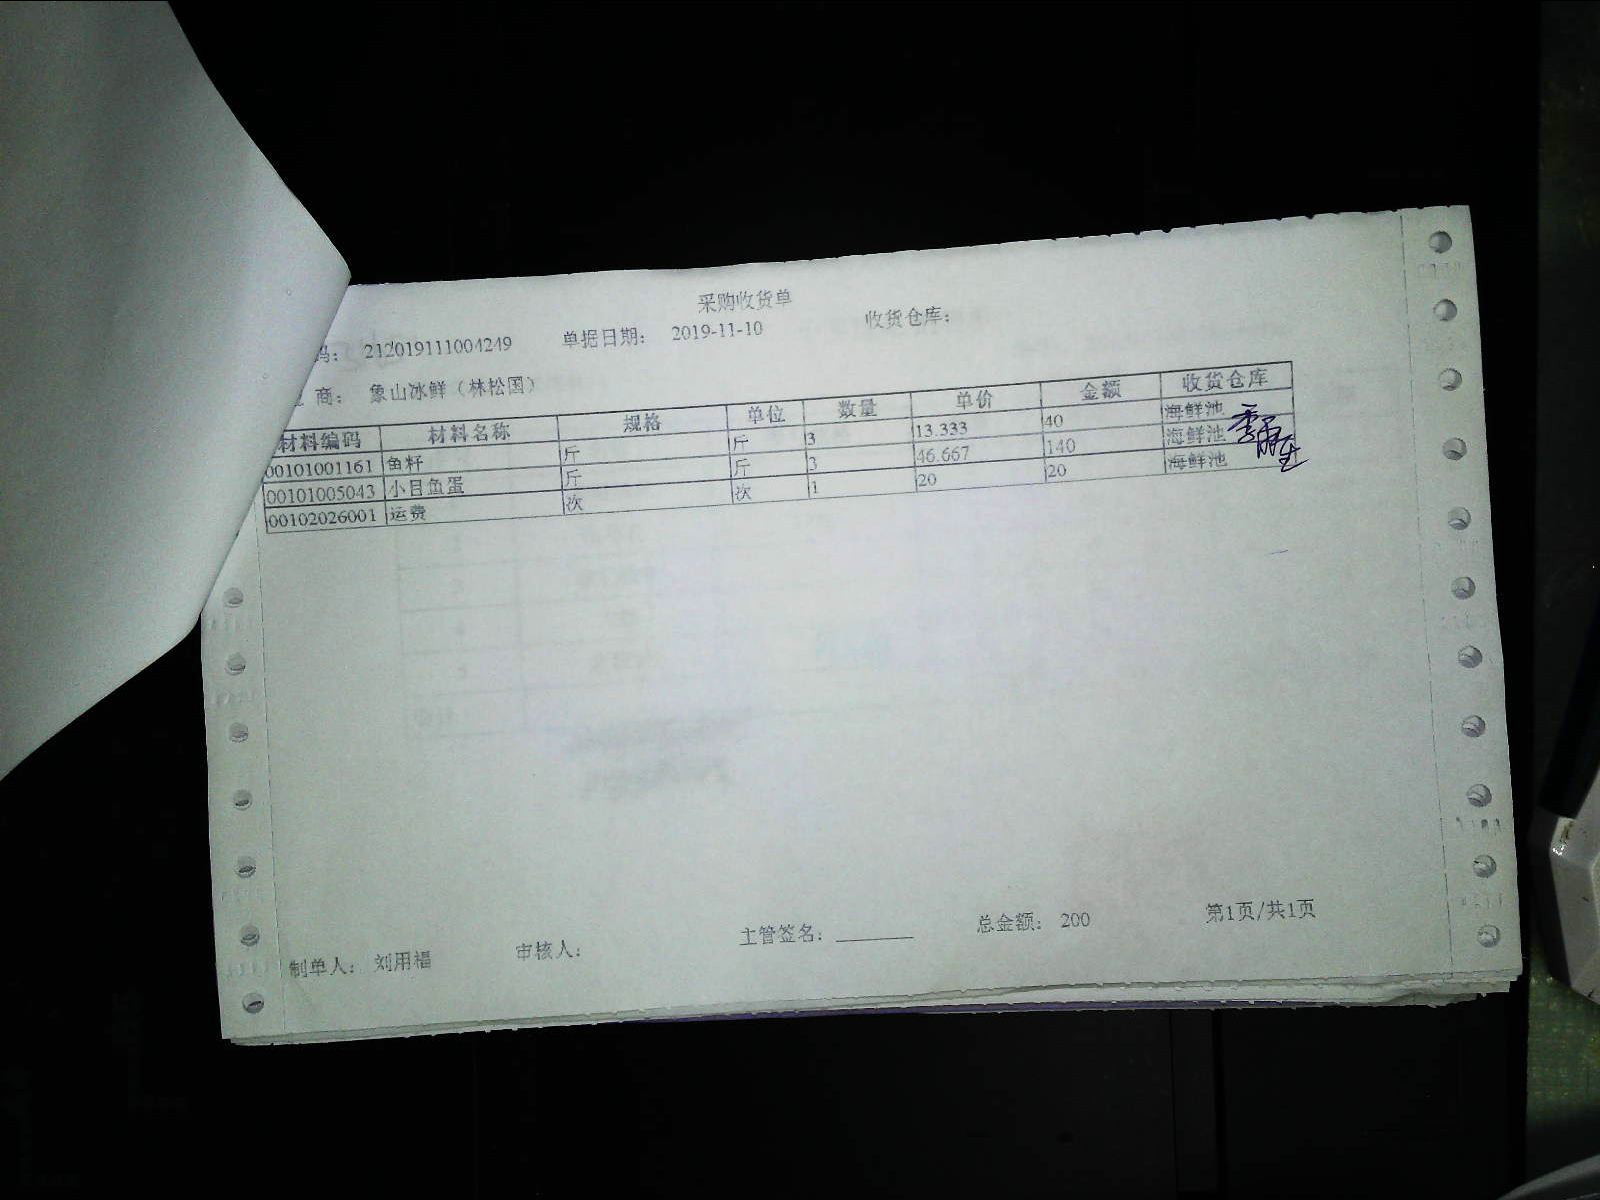 采购收货单
码： 212019111004249 单据日期： 2019-11-10 收货仓库：
商： 象山冰鲜（林松国）
材料编码 材料名称 规格 单位 数量 单价 金额 收货仓库
00101001161 鱼籽 斤 斤 3 13.333 40 海鲜池
00101005043 小目鱼蛋 斤 斤 3 46.667 140 海鲜池
00102026001 运费 次 次 1 20 20 海鲜池
制单人： 刘用福 审核人： 主管签名： 总金额： 200 第1页/共1页